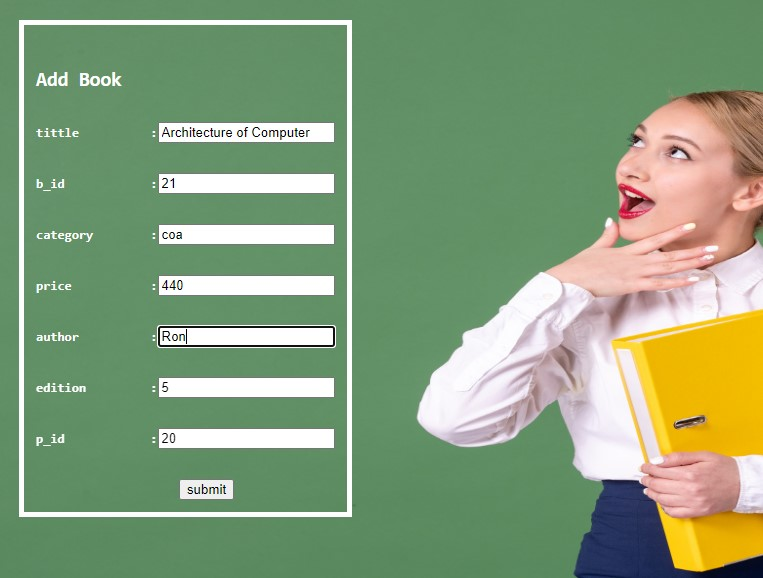 Add Book
tittle : Architecture of Computer
b_id : 21
category : coa
price : 440
author : Ron
edition : 5
p_id : 20
submit